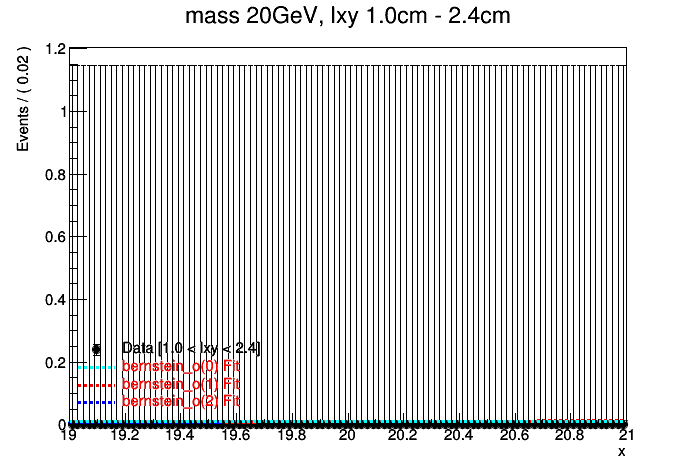 mass 20GeV, lxy 1.0cm - 2.4cm
Events / ( 0.02 )
1.2
1
0.8
0.6
0.4
0.2
0
Data [1.0 < lxy < 2.4]
bernstein_o(0) Fit
bernstein_o(1) Fit
bernstein_o(2) Fit
19 19.2 19.4 19.6 19.8 20 20.2 20.4 20.6 20.8 21
x